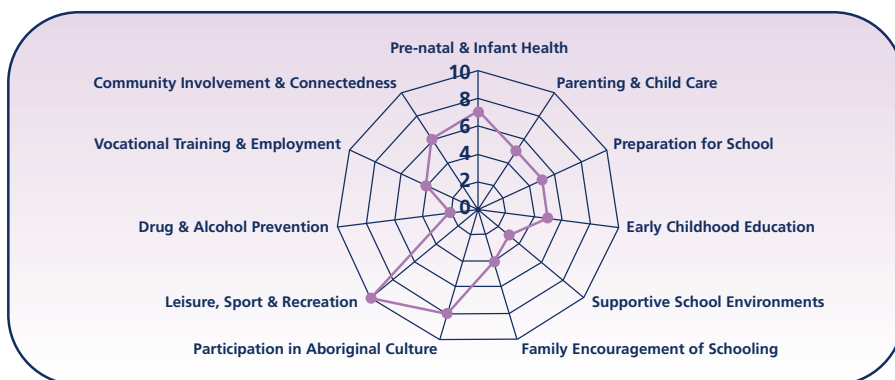 Pre-natal & Infant Health
Community Involvement & Connectedness
10
Parenting & Child Care
8
6
Vocational Training & Employment
Preparation for School
4
2
0
Drug & Alcohol Prevention
Early Childhood Education
Leisure, Sport & Recreation
Supportive School Environments
Participation in Aboriginal Culture
Family Encouragement of Schooling